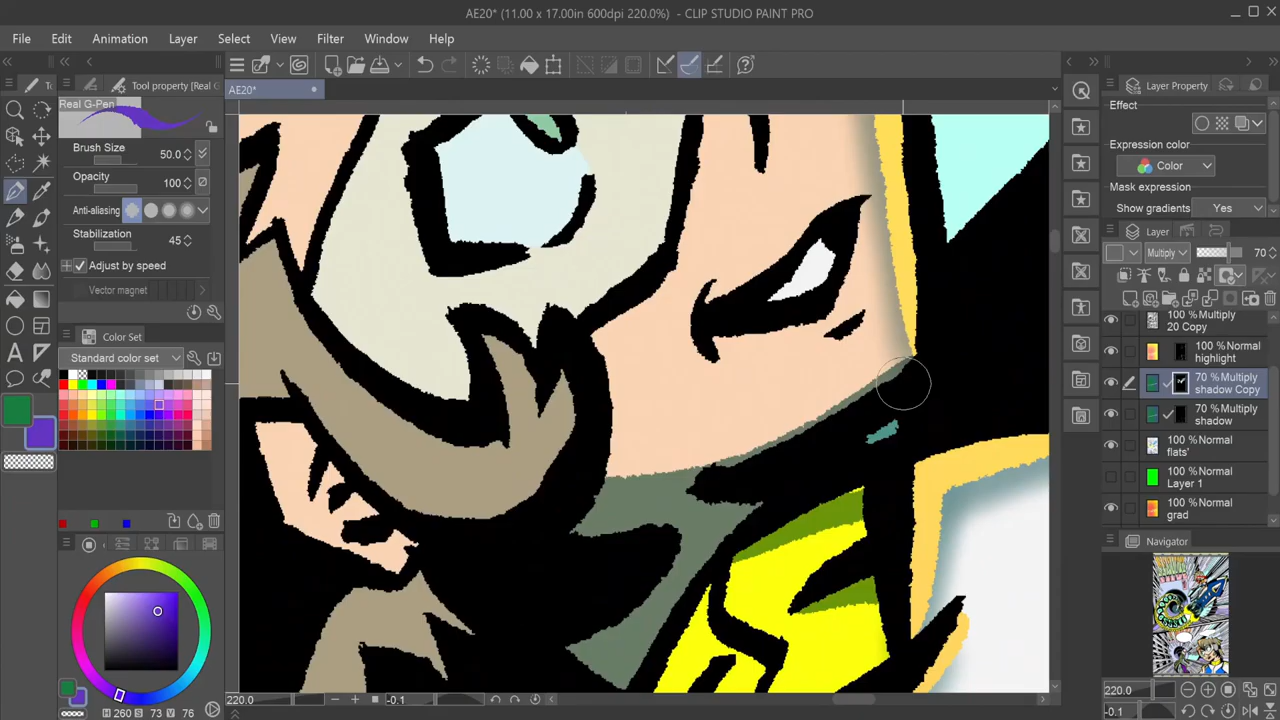 AE20* (11.00 x 17.00in 600dpi 220.0%) - CLIP STUDIO PAINT PRO
File Edit Animation Layer Select View Filter Window Help
Tool property [Real G
AE20*
Real G-Pen
Brush Size 50.0
Opacity 100
Anti-aliasing
Stabilization 45
Adjust by speed
Vector magnet
Color Set
Standard color set
H 260 S 73 V 76
220.0 -0.1
Layer Property
Effect
Expression color
Color
Mask expression
Show gradients Yes
Layer
Multiply 70
100 % Multiply
20 Copy
100 % Normal
highlight
70 % Multiply
shadow Copy
70 % Multiply
shadow
100 % Normal
flats'
100 % Normal
Layer 1
100 % Normal
grad
Navigator
220.0
-0.1